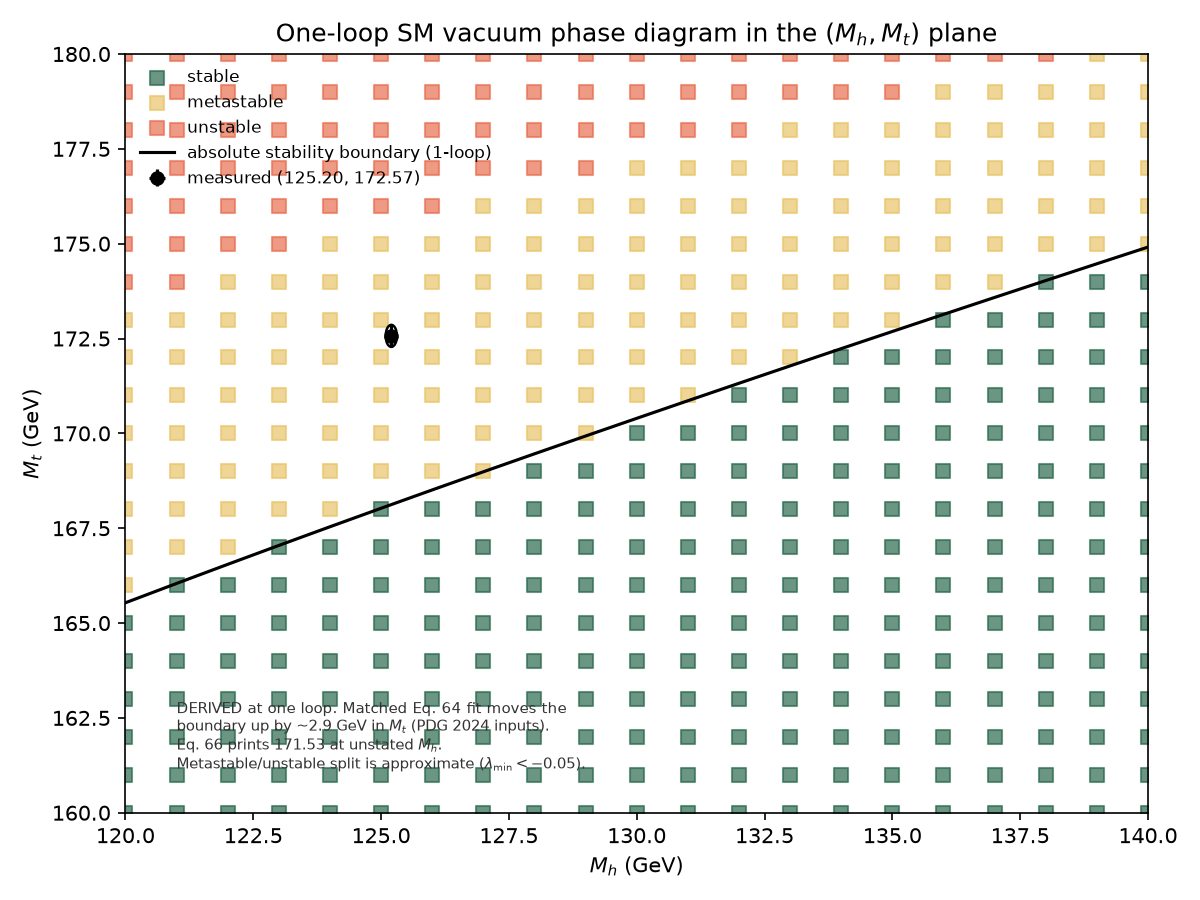 One-loop SM vacuum phase diagram in the (M_h, M_t) plane
180.0
177.5
175.0
172.5
170.0
167.5
165.0
162.5
160.0
M_t (GeV)
stable
metastable
unstable
absolute stability boundary (1-loop)
measured (125.20, 172.57)
DERIVED at one loop. Matched Eq. 64 fit moves the
boundary up by ~2.9 GeV in M_t (PDG 2024 inputs).
Eq. 66 prints 171.53 at unstated M_h.
Metastable/unstable split is approximate (λ_min < −0.05).
120.0 122.5 125.0 127.5 130.0 132.5 135.0 137.5 140.0
M_h (GeV)